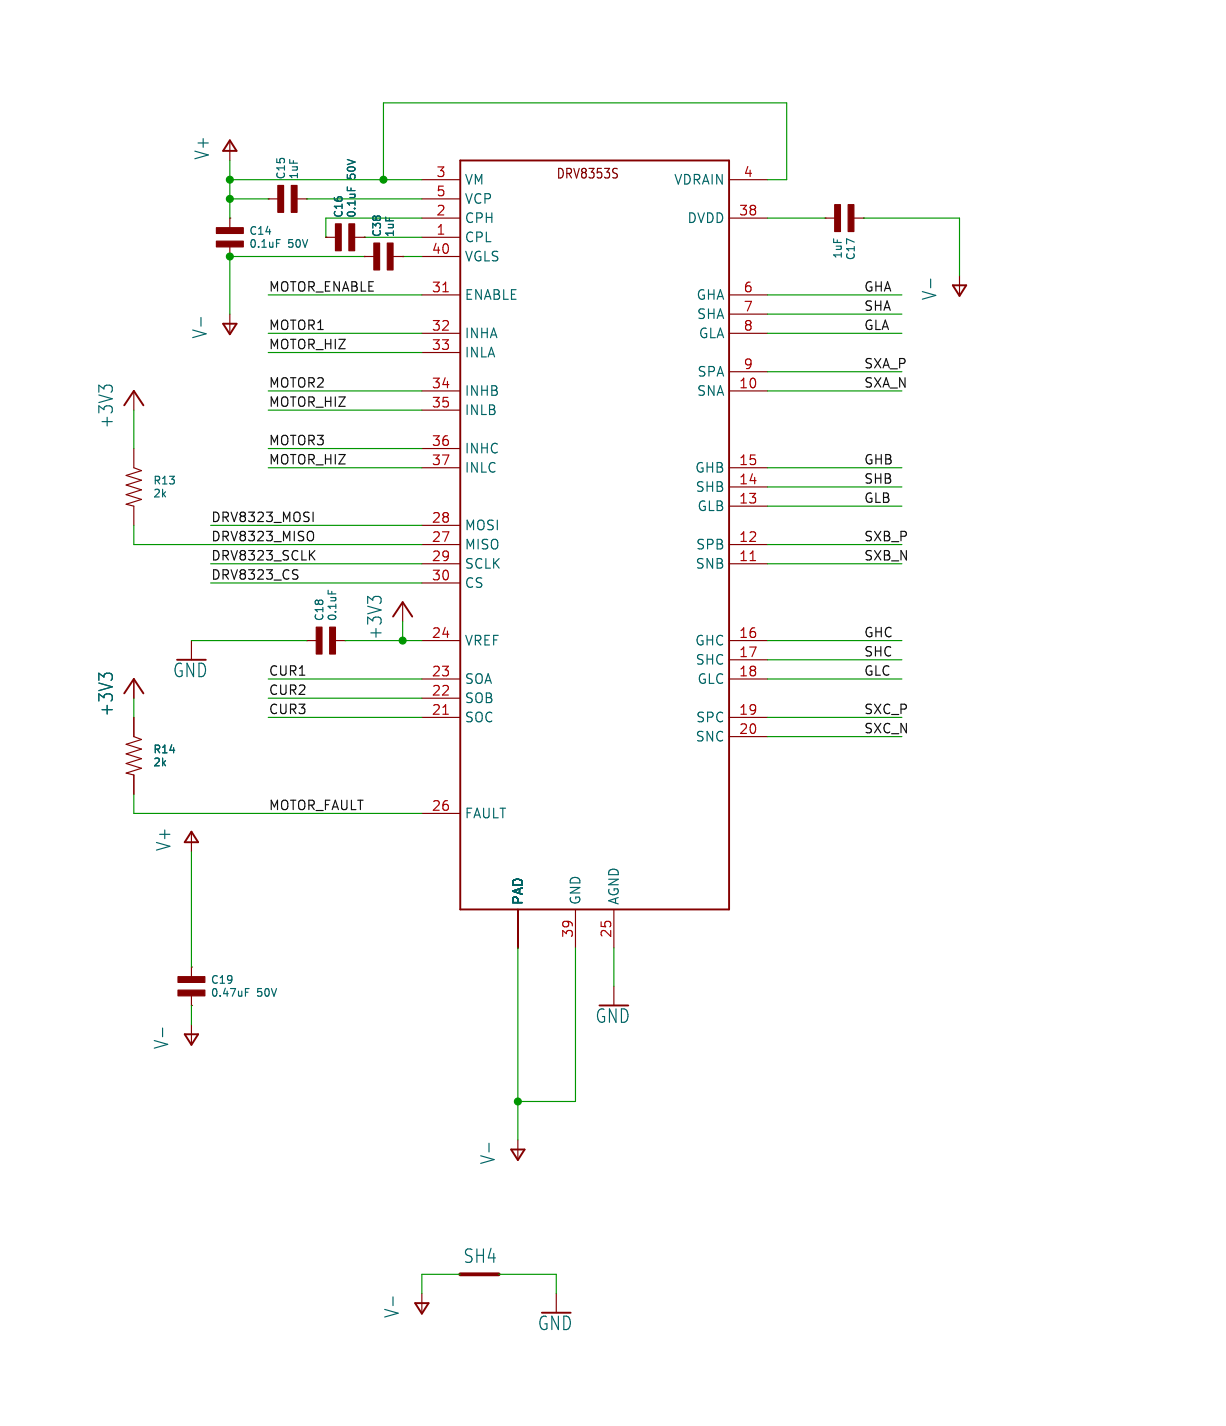 V+
C15
1uF
C16
0.1uF 50V
C38
1uF
C14
0.1uF 50V
V-
DRV8353S
3 VM
5 VCP
2 CPH
1 CPL
40 VGLS
VDRAIN 4
DVDD 38
1uF
C17
V-
MOTOR_ENABLE 31 ENABLE
MOTOR1 32 INHA
MOTOR_HIZ 33 INLA
MOTOR2 34 INHB
MOTOR_HIZ 35 INLB
MOTOR3 36 INHC
MOTOR_HIZ 37 INLC
GHA 6 GHA
SHA 7 SHA
GLA 8 GLA
SPA 9 SXA_P
SNA 10 SXA_N
GHB 15 GHB
SHB 14 SHB
GLB 13 GLB
SPB 12 SXB_P
SNB 11 SXB_N
GHC 16 GHC
SHC 17 SHC
GLC 18 GLC
SPC 19 SXC_P
SNC 20 SXC_N
+3V3
R13
2k
DRV8323_MOSI 28 MOSI
DRV8323_MISO 27 MISO
DRV8323_SCLK 29 SCLK
DRV8323_CS 30 CS
C18
0.1uF
+3V3
24 VREF
GND
CUR1 23 SOA
CUR2 22 SOB
CUR3 21 SOC
+3V3
R14
2k
MOTOR_FAULT 26 FAULT
V+
C19
0.47uF 50V
V-
PAD
GND
39
AGND
25
GND
V-
SH4
V-
GND